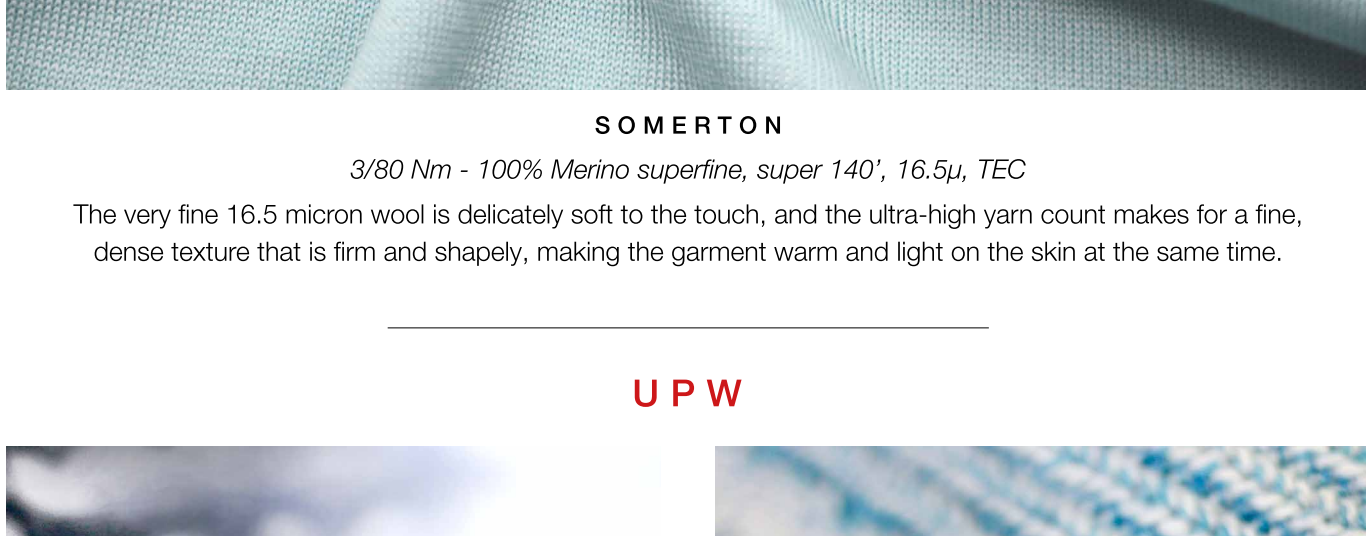 SOMERTON
3/80 Nm - 100% Merino superfine, super 140’, 16.5µ, TEC
The very fine 16.5 micron wool is delicately soft to the touch, and the ultra-high yarn count makes for a fine,
dense texture that is firm and shapely, making the garment warm and light on the skin at the same time.
UPW